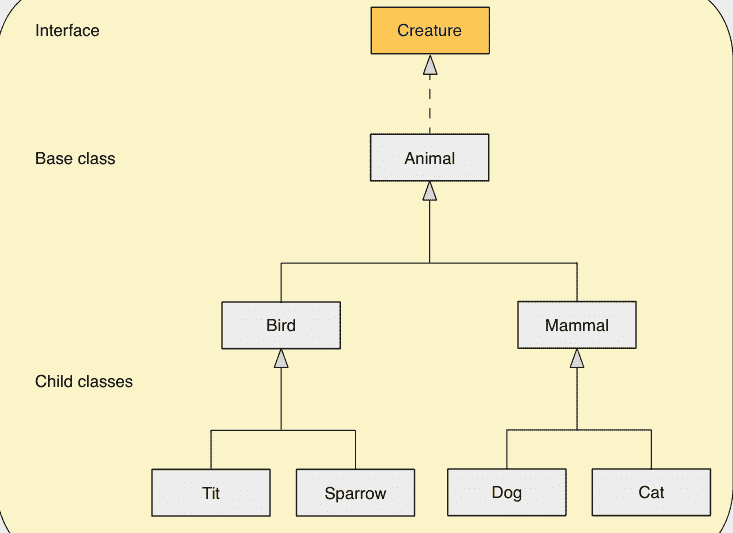 Interface
Creature
Base class
Animal
Bird
Mammal
Child classes
Tit
Sparrow
Dog
Cat